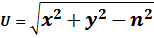 U = √(x² + y² − n²)